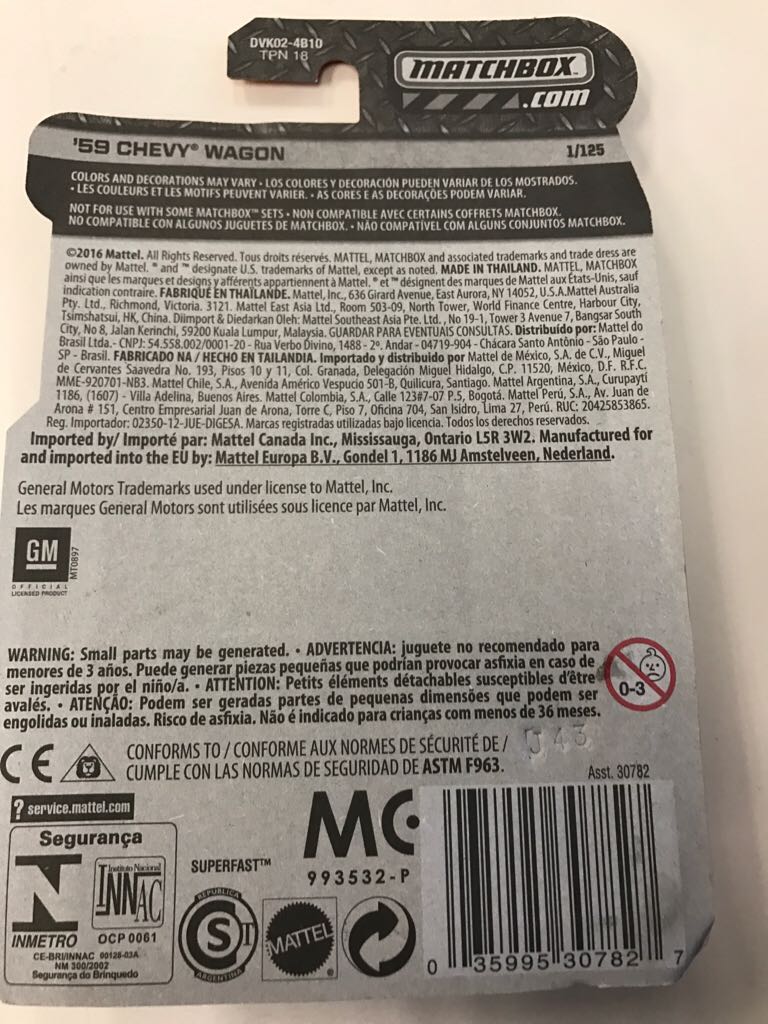 DVK02-4B10
TPN 18
MATCHBOX™
.com
'59 CHEVY® WAGON 1/125
COLORS AND DECORATIONS MAY VARY • LOS COLORES Y DECORACIÓN PUEDEN VARIAR DE LOS MOSTRADOS.
• LES COULEURS ET LES MOTIFS PEUVENT VARIER. • AS CORES E AS DECORAÇÕES PODEM VARIAR.
NOT FOR USE WITH SOME MATCHBOX™ SETS • NON COMPATIBLE AVEC CERTAINS COFFRETS MATCHBOX.
NO COMPATIBLE CON ALGUNOS JUGUETES DE MATCHBOX. • NÃO COMPATÍVEL COM ALGUNS CONJUNTOS MATCHBOX.
©2016 Mattel. All Rights Reserved. Tous droits réservés. MATTEL, MATCHBOX and associated trademarks and trade dress are
owned by Mattel. ® and ™ designate U.S. trademarks of Mattel, except as noted. MADE IN THAILAND. MATTEL, MATCHBOX
ainsi que les marques et designs y afférents appartiennent à Mattel. ® et ™ désignent des marques de Mattel aux États-Unis, sauf
indication contraire. FABRIQUÉ EN THAÏLANDE. Mattel, Inc., 636 Girard Avenue, East Aurora, NY 14052, U.S.A. Mattel Australia
Pty. Ltd., Richmond, Victoria. 3121. Mattel East Asia Ltd., Room 503-09, North Tower, World Finance Centre, Harbour City,
Tsimshatsui, HK, China. Diimport & Diedarkan Oleh: Mattel Southeast Asia Pte. Ltd., No 19-1, Tower 3 Avenue 7, Bangsar South
City, No 8, Jalan Kerinchi, 59200 Kuala Lumpur, Malaysia. GUARDAR PARA EVENTUAIS CONSULTAS. Distribuído por: Mattel do
Brasil Ltda.- CNPJ: 54.558.002/0001-20 - Rua Verbo Divino, 1488 - 2º. Andar - 04719-904 - Chácara Santo Antônio - São Paulo -
SP - Brasil. FABRICADO NA / HECHO EN TAILANDIA. Importado y distribuido por Mattel de México, S.A. de C.V., Miguel
de Cervantes Saavedra No. 193, Pisos 10 y 11, Col. Granada, Delegación Miguel Hidalgo, C.P. 11520, México, D.F. R.F.C.
MME-920701-NB3. Mattel Chile, S.A., Avenida Américo Vespucio 501-B, Quilicura, Santiago. Mattel Argentina, S.A., Curupaytí
1186, (1607) - Villa Adelina, Buenos Aires. Mattel Colombia, S.A., Calle 123#7-07 P.5, Bogotá. Mattel Perú, S.A., Av. Juan de
Arona # 151, Centro Empresarial Juan de Arona, Torre C, Piso 7, Oficina 704, San Isidro, Lima 27, Perú. RUC: 20425853865.
Reg. Importador: 02350-12-JUE-DIGESA. Marcas registradas utilizadas bajo licencia. Todos los derechos reservados.
Imported by/ Importé par: Mattel Canada Inc., Mississauga, Ontario L5R 3W2. Manufactured for
and imported into the EU by: Mattel Europa B.V., Gondel 1, 1186 MJ Amstelveen, Nederland.
General Motors Trademarks used under license to Mattel, Inc.
Les marques General Motors sont utilisées sous licence par Mattel, Inc.
GM
MT0897
OFFICIAL
LICENSED PRODUCT
WARNING: Small parts may be generated. • ADVERTENCIA: juguete no recomendado para
menores de 3 años. Puede generar piezas pequeñas que podrían provocar asfixia en caso de
ser ingeridas por el niño/a. • ATTENTION: Petits éléments détachables susceptibles d'être
avalés. • ATENÇÃO: Podem ser geradas partes de pequenas dimensões que podem ser
engolidas ou inaladas. Risco de asfixia. Não é indicado para crianças com menos de 36 meses.
0-3
CE
CONFORMS TO / CONFORME AUX NORMES DE SÉCURITÉ DE /
CUMPLE CON LAS NORMAS DE SEGURIDAD DE ASTM F963.
J43
Asst. 30782
? service.mattel.com
Segurança
INMETRO
Instituto Nacional
INNAC
OCP 0061
CE-BRI/INNAC 00128-03A
NM 300/2002
Segurança do Brinquedo
SUPERFAST™
MC
993532-P
REPUBLICA
S
ARGENTINA
MATTEL
0 35995 30782 7